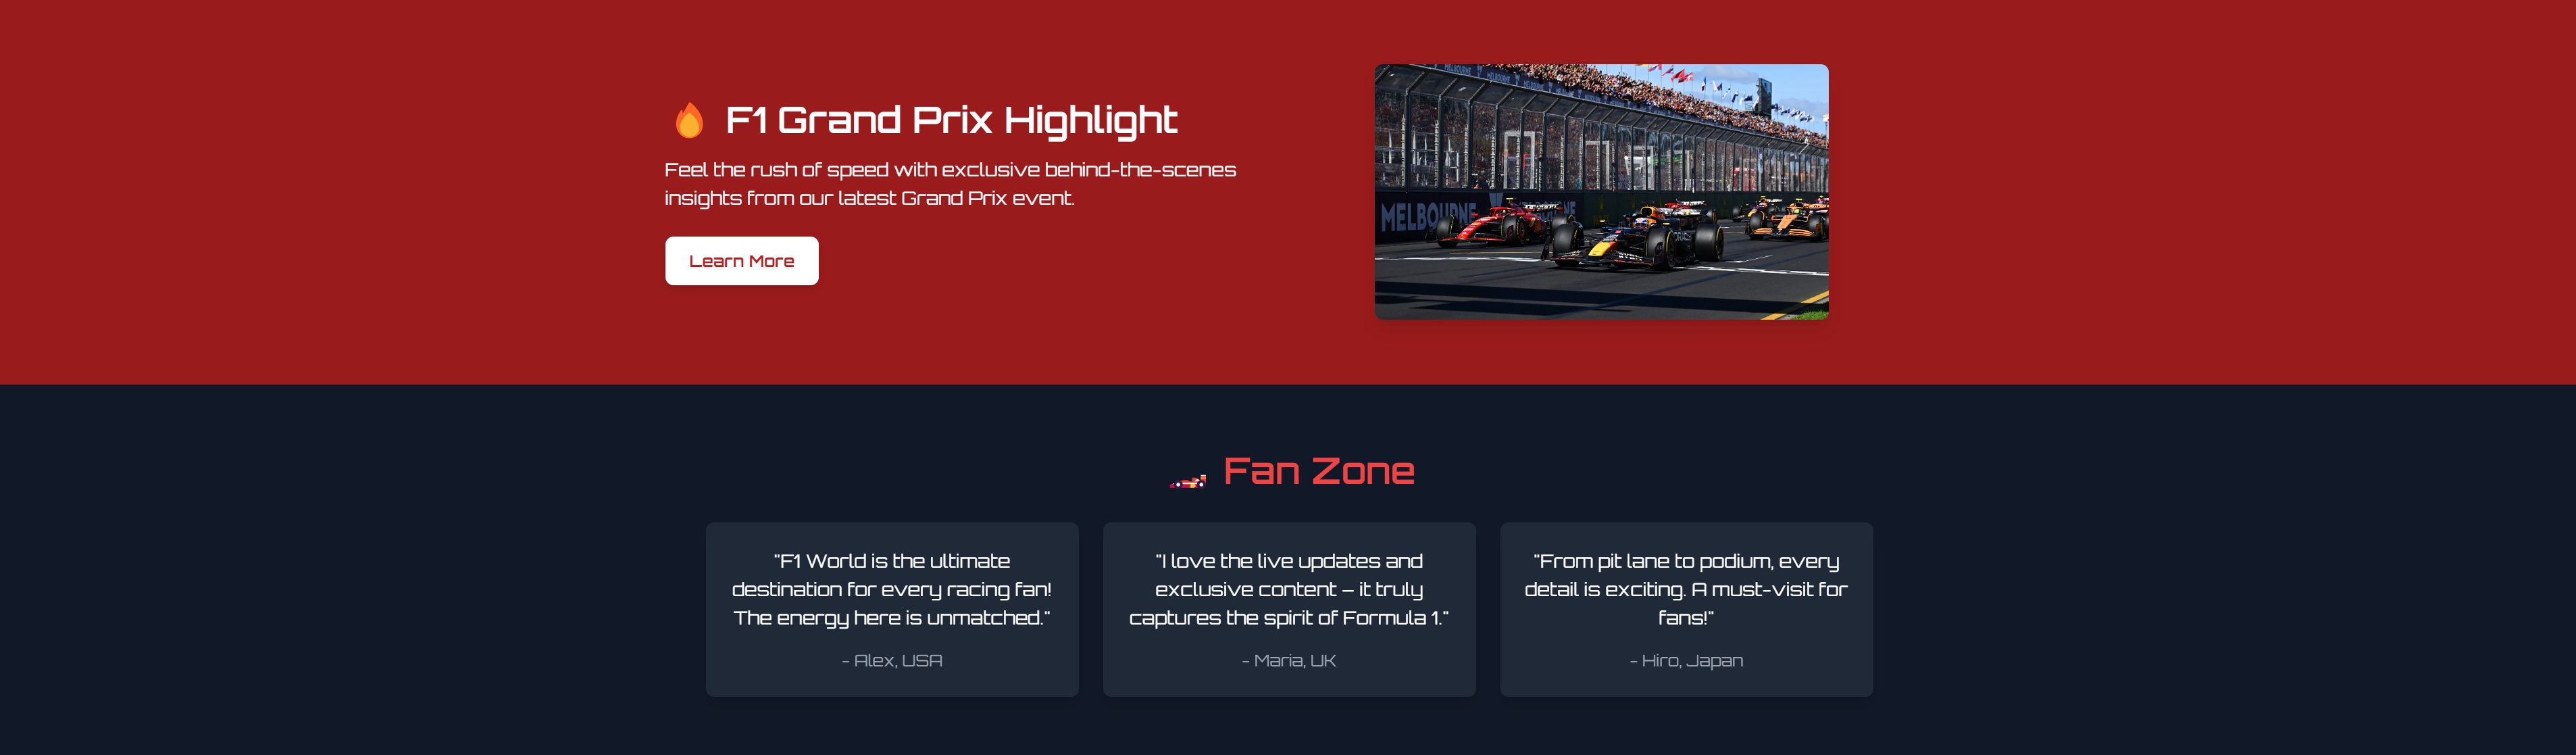 F1 Grand Prix Highlight
Feel the rush of speed with exclusive behind-the-scenes
insights from our latest Grand Prix event.
Learn More
MELBOURNE
Fan Zone
"F1 World is the ultimate
destination for every racing fan!
The energy here is unmatched."
- Alex, USA
"I love the live updates and
exclusive content – it truly
captures the spirit of Formula 1."
- Maria, UK
"From pit lane to podium, every
detail is exciting. A must-visit for
fans!"
- Hiro, Japan